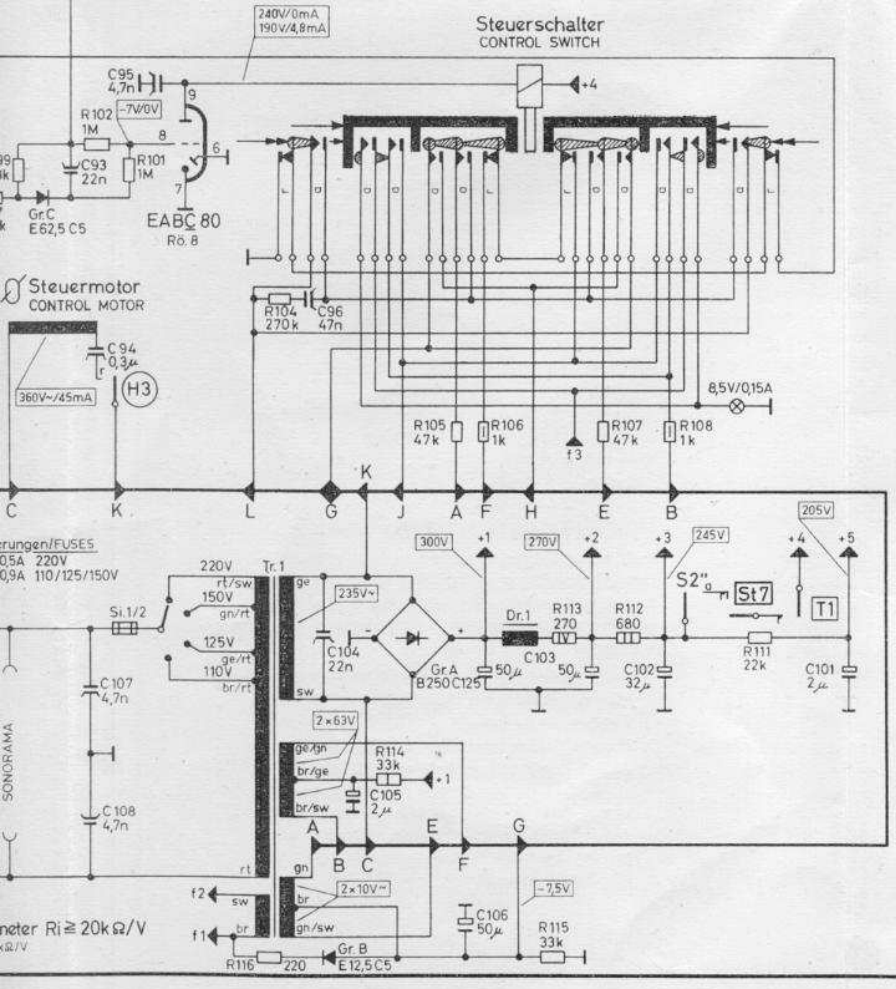 240V/0mA
190V/4,8mA
Steuerschalter
CONTROL SWITCH
C95
4,7n
+4
9
R102
1M
-7V/0V
8
6
C93
22n
R101
1M
7
Gr.C
E62,5 C5
EABC 80
Rö. 8
r a a a a a r r a a a a a r
Steuermotor
CONTROL MOTOR
R104
270k
C96
47n
C94
0,3µ
r
H3
360V~/45mA
8,5V/0,15A
R105
47k
R106
1k
R107
47k
R108
1k
f3
K
C K L G J A F H E B
erungen/FUSES
0,5A 220V
0,9A 110/125/150V
220V
rt/sw
150V
gn/rt
125V
ge/rt
110V
br/rt
Si.1/2
Tr.1
ge
235V~
C104
22n
sw
- +
Gr.A
B250C125
300V
+1
270V
+2
+3
245V
+4
205V
+5
Dr.1
R113
270
R112
680
S2"
a
r
St7
r
T1
50µ
C103
50µ
C102
32µ
R111
22k
C101
2µ
C107
4,7n
SONORAMA
C108
4,7n
2×63V
ge/gn
br/ge
br/sw
R114
33k
+1
C105
2µ
A B C E F G
rt
gn
f2
sw
br
2×10V~
-7,5V
f1
br
gn/sw
C106
50µ
R115
33k
R116
220
Gr.B
E12,5 C5
meter Ri ≧ 20kΩ/V
kΩ/V